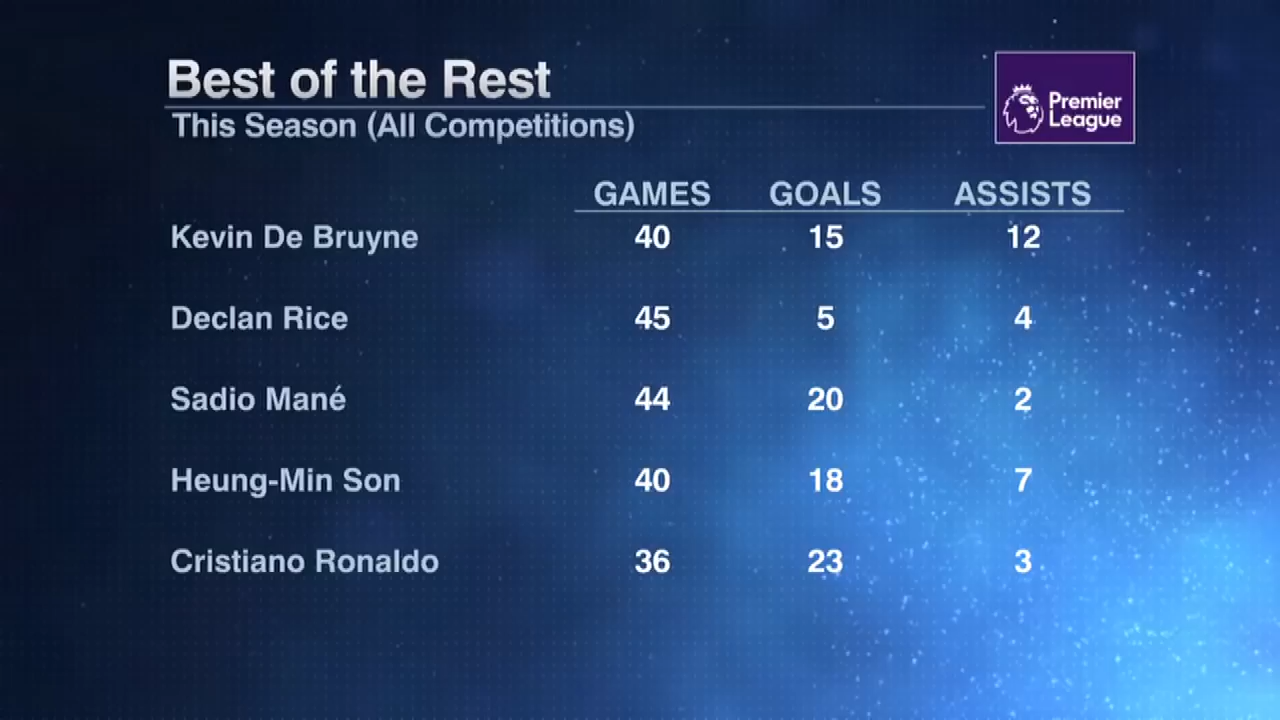 Best of the Rest
This Season (All Competitions)
Premier
League
GAMES GOALS ASSISTS
Kevin De Bruyne 40 15 12
Declan Rice 45 5 4
Sadio Mané 44 20 2
Heung-Min Son 40 18 7
Cristiano Ronaldo 36 23 3